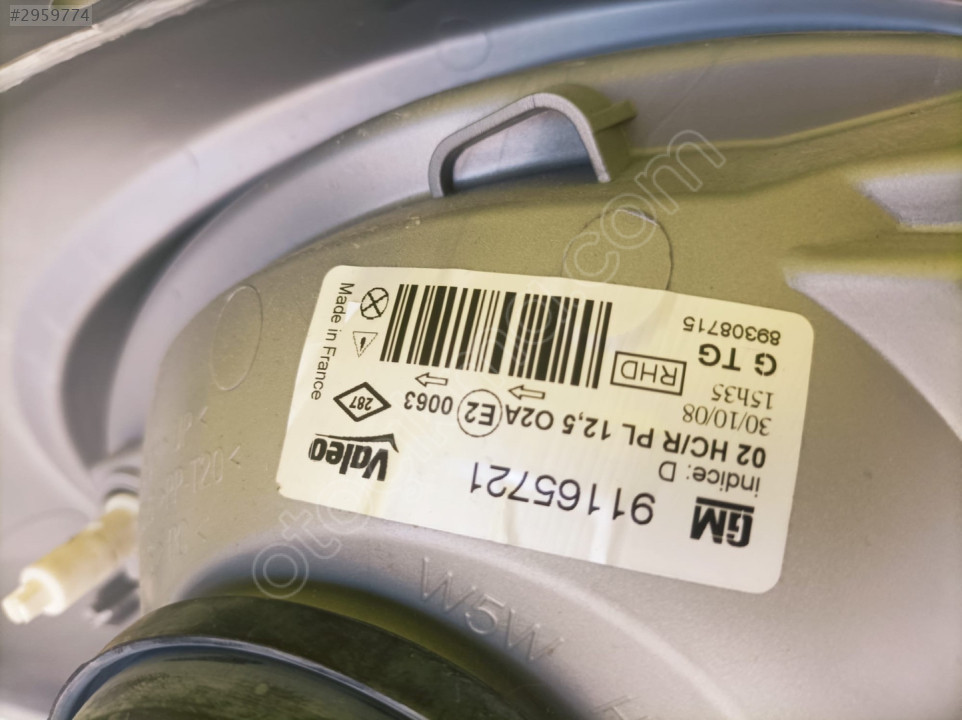 #2959774
GM
91165721
Valeo
indice: D
02 HC/R PL 12,5 02A E2 0063
287
30/10/08
15h35
RHD
G TG
89308715
Made in France
W5W